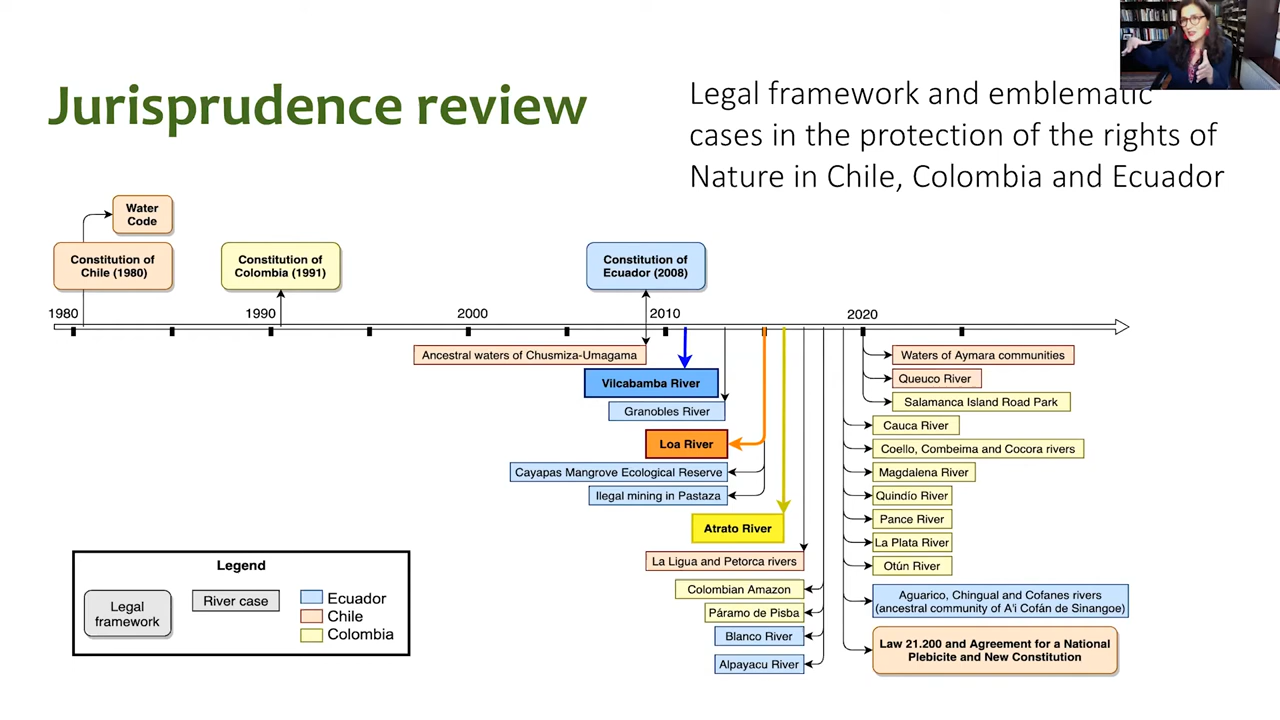 Jurisprudence review
Legal framework and emblematic
cases in the protection of the rights of
Nature in Chile, Colombia and Ecuador
Water
Code
Constitution of
Chile (1980)
Constitution of
Colombia (1991)
Constitution of
Ecuador (2008)
1980
1990
2000
2010
2020
Ancestral waters of Chusmiza-Umagama
Vilcabamba River
Granobles River
Loa River
Cayapas Mangrove Ecological Reserve
Ilegal mining in Pastaza
Atrato River
La Ligua and Petorca rivers
Colombian Amazon
Páramo de Pisba
Blanco River
Alpayacu River
Waters of Aymara communities
Queuco River
Salamanca Island Road Park
Cauca River
Coello, Combeima and Cocora rivers
Magdalena River
Quindío River
Pance River
La Plata River
Otún River
Aguarico, Chingual and Cofanes rivers
(ancestral community of A'i Cofán de Sinangoe)
Law 21.200 and Agreement for a National
Plebicite and New Constitution
Legend
Legal
framework
River case
Ecuador
Chile
Colombia